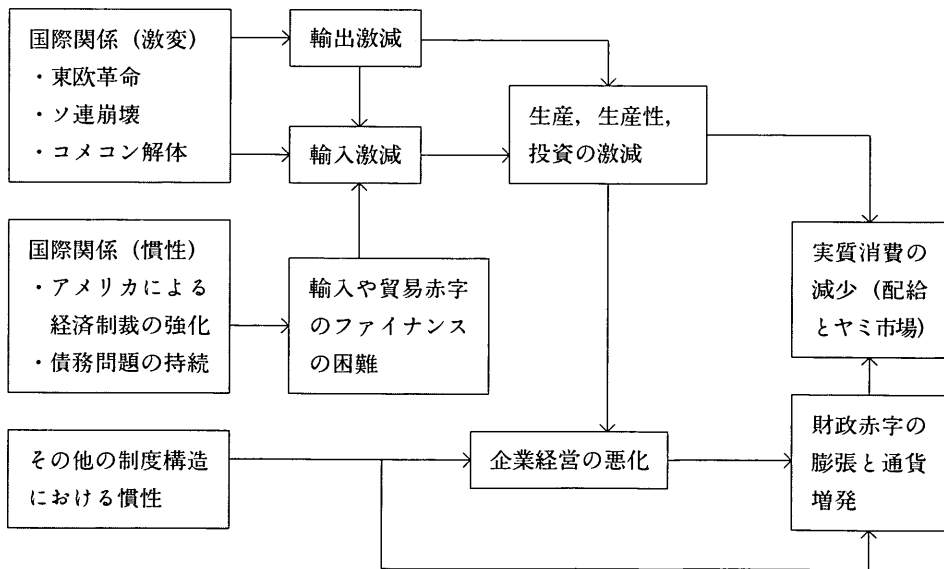 国際関係（激変）
・東欧革命
・ソ連崩壊
・コメコン解体
輸出激減
輸入激減
生産，生産性，
投資の激減
国際関係（慣性）
・アメリカによる
経済制裁の強化
・債務問題の持続
輸入や貿易赤字
のファイナンス
の困難
実質消費の
減少（配給
とヤミ市場）
その他の制度構造
における慣性
企業経営の悪化
財政赤字の
膨張と通貨
増発